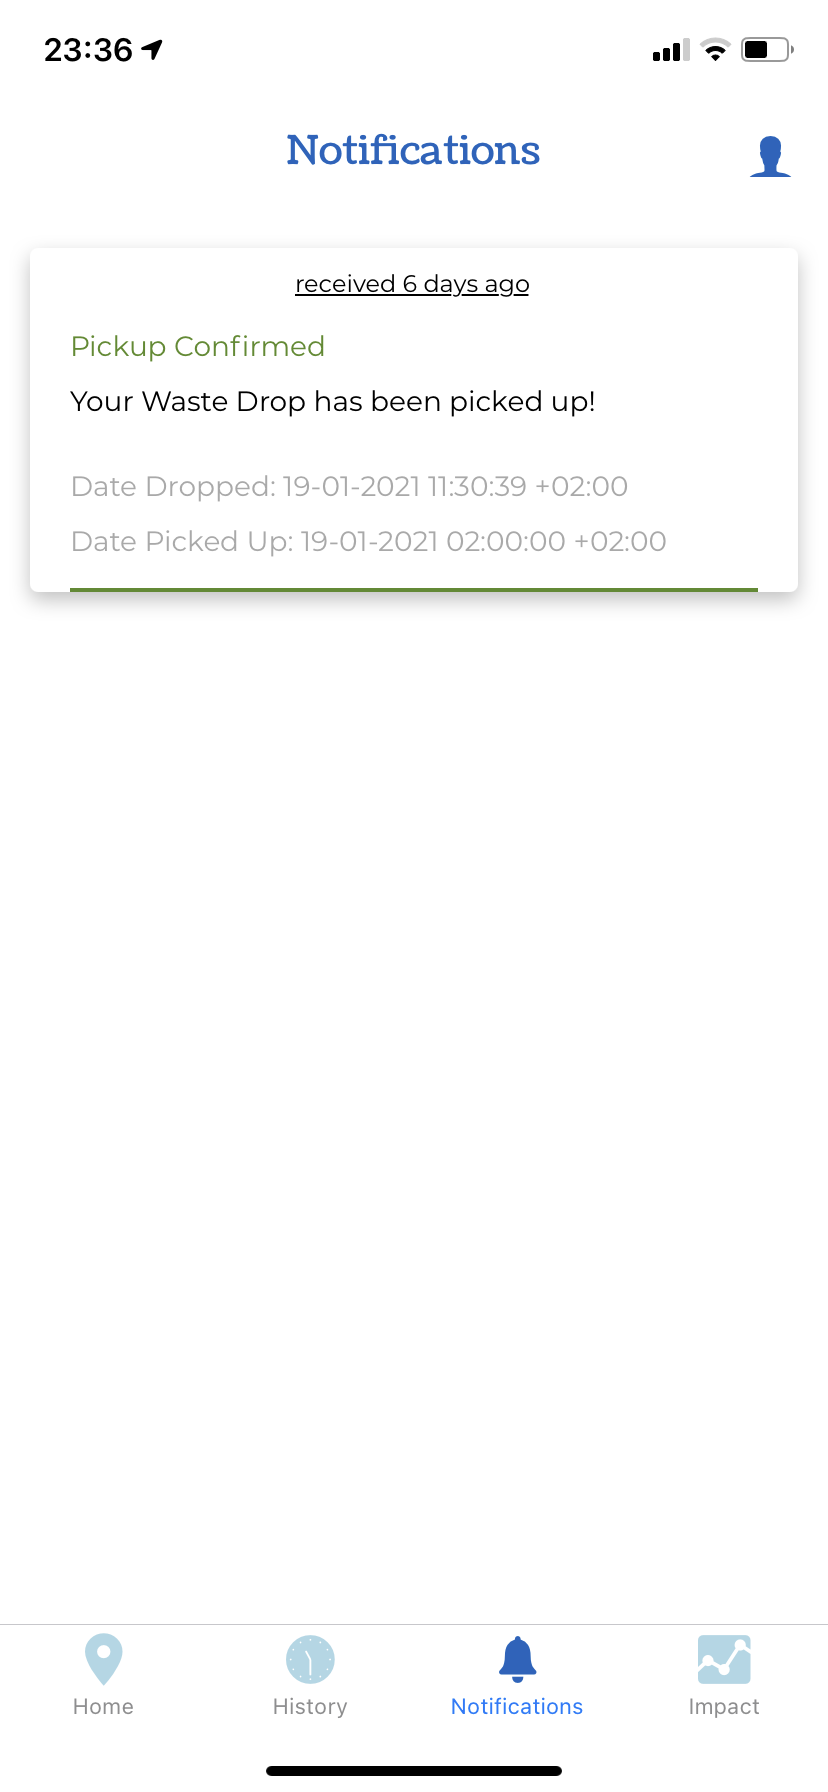 23:36
Notifications
received 6 days ago
Pickup Confirmed
Your Waste Drop has been picked up!
Date Dropped: 19-01-2021 11:30:39 +02:00
Date Picked Up: 19-01-2021 02:00:00 +02:00
Home
History
Notifications
Impact